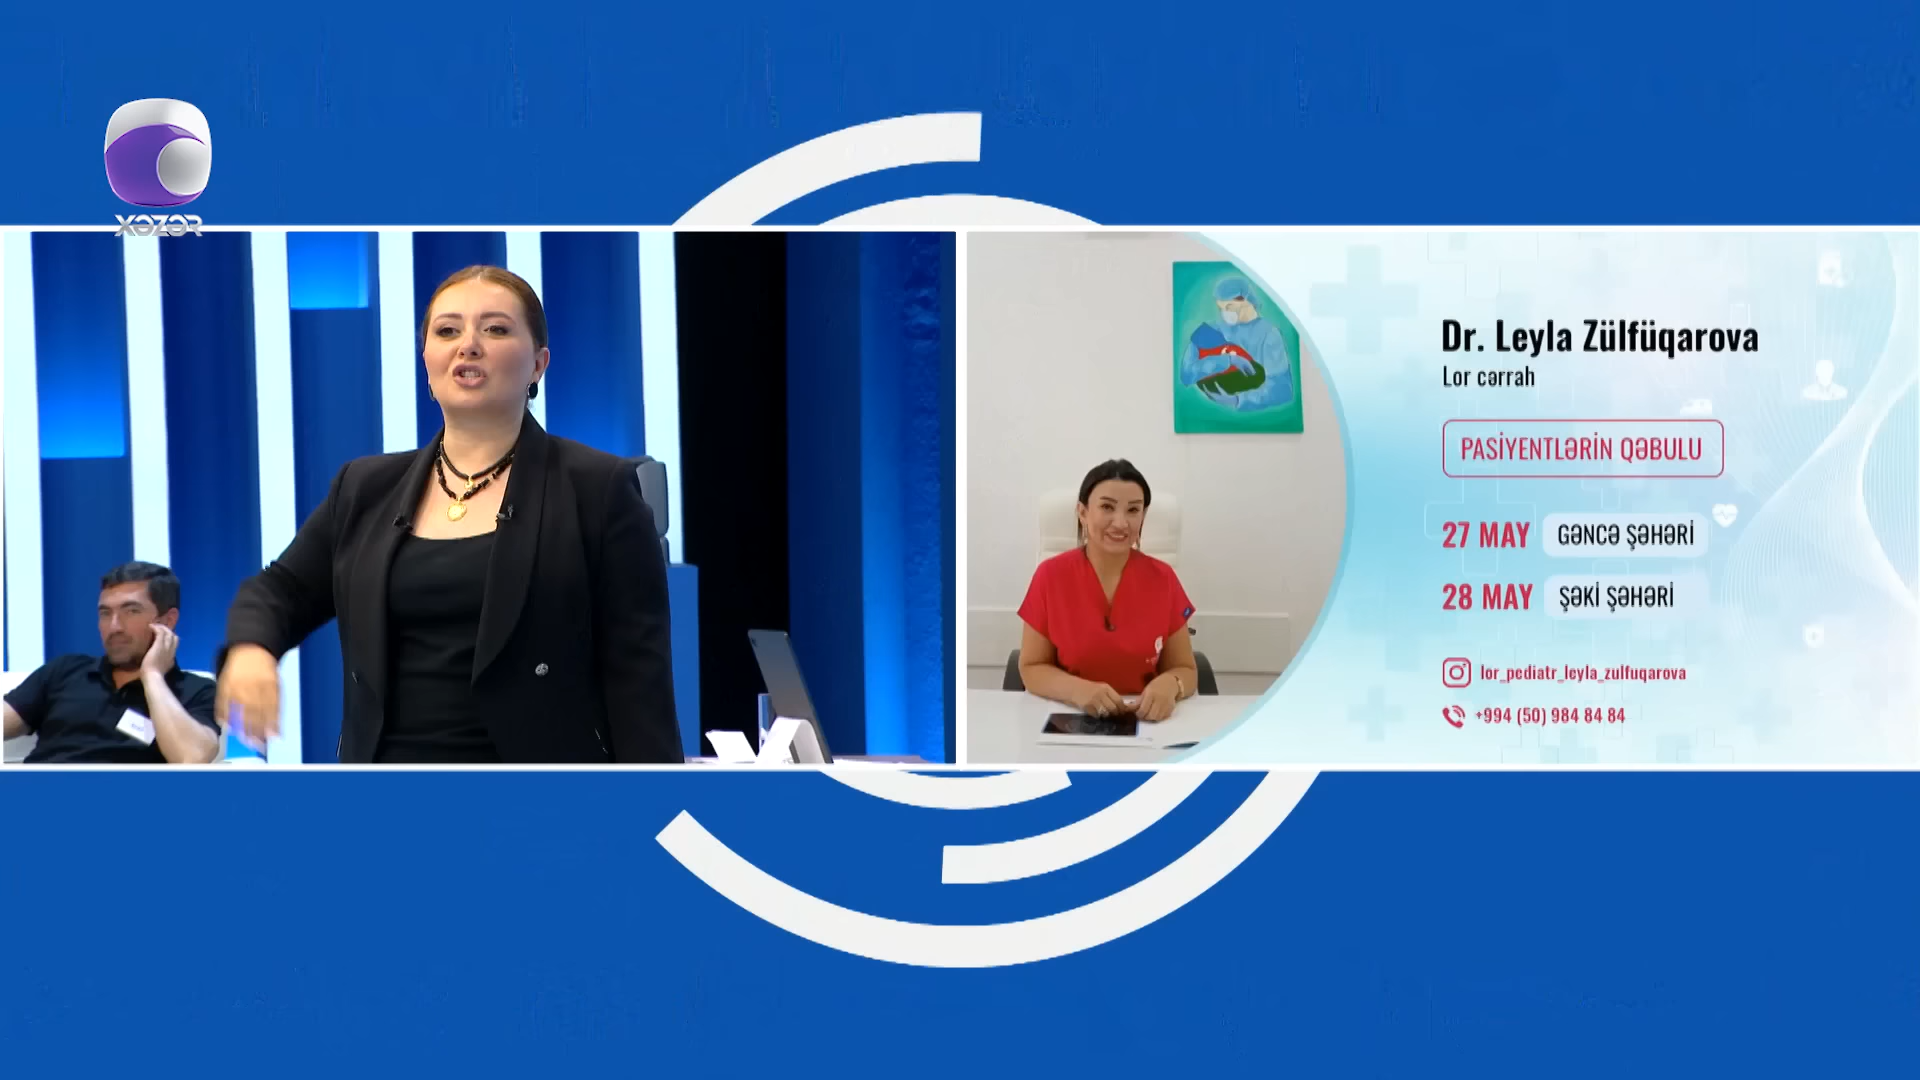 XƏZƏR
Dr. Leyla Zülfüqarova
Lor cərrah
PASİYENTLƏRİN QƏBULU
27 MAY GƏNCƏ ŞƏHƏRİ
28 MAY ŞƏKİ ŞƏHƏRİ
lor_pediatr_leyla_zulfuqarova
+994 (50) 984 84 84